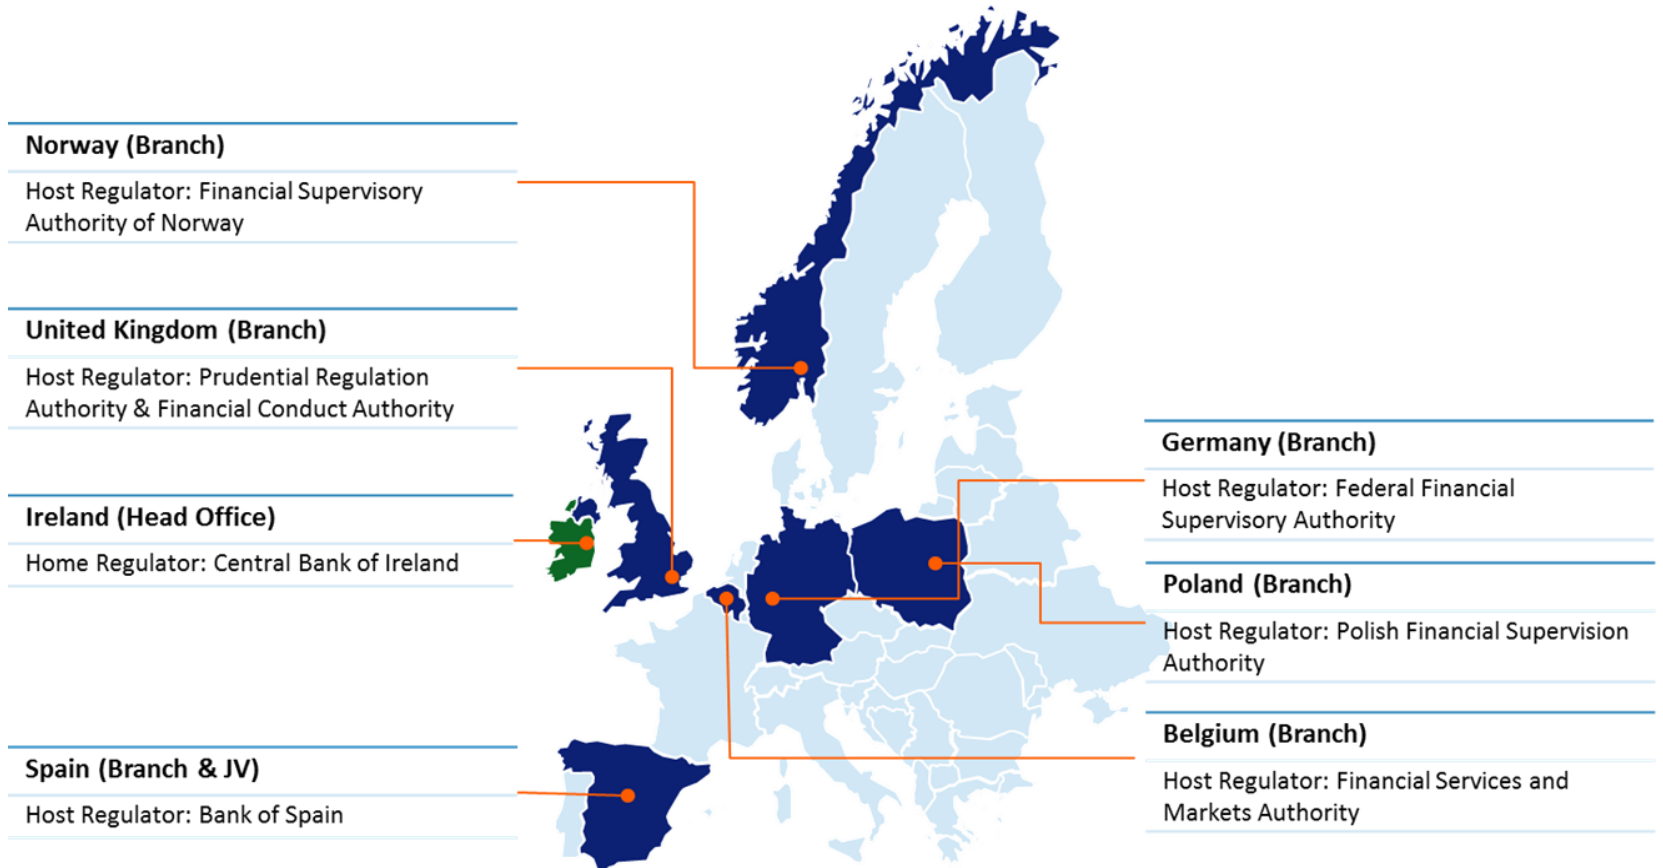 Norway (Branch)
Host Regulator: Financial Supervisory
Authority of Norway
United Kingdom (Branch)
Host Regulator: Prudential Regulation
Authority & Financial Conduct Authority
Ireland (Head Office)
Home Regulator: Central Bank of Ireland
Spain (Branch & JV)
Host Regulator: Bank of Spain
Germany (Branch)
Host Regulator: Federal Financial
Supervisory Authority
Poland (Branch)
Host Regulator: Polish Financial Supervision
Authority
Belgium (Branch)
Host Regulator: Financial Services and
Markets Authority